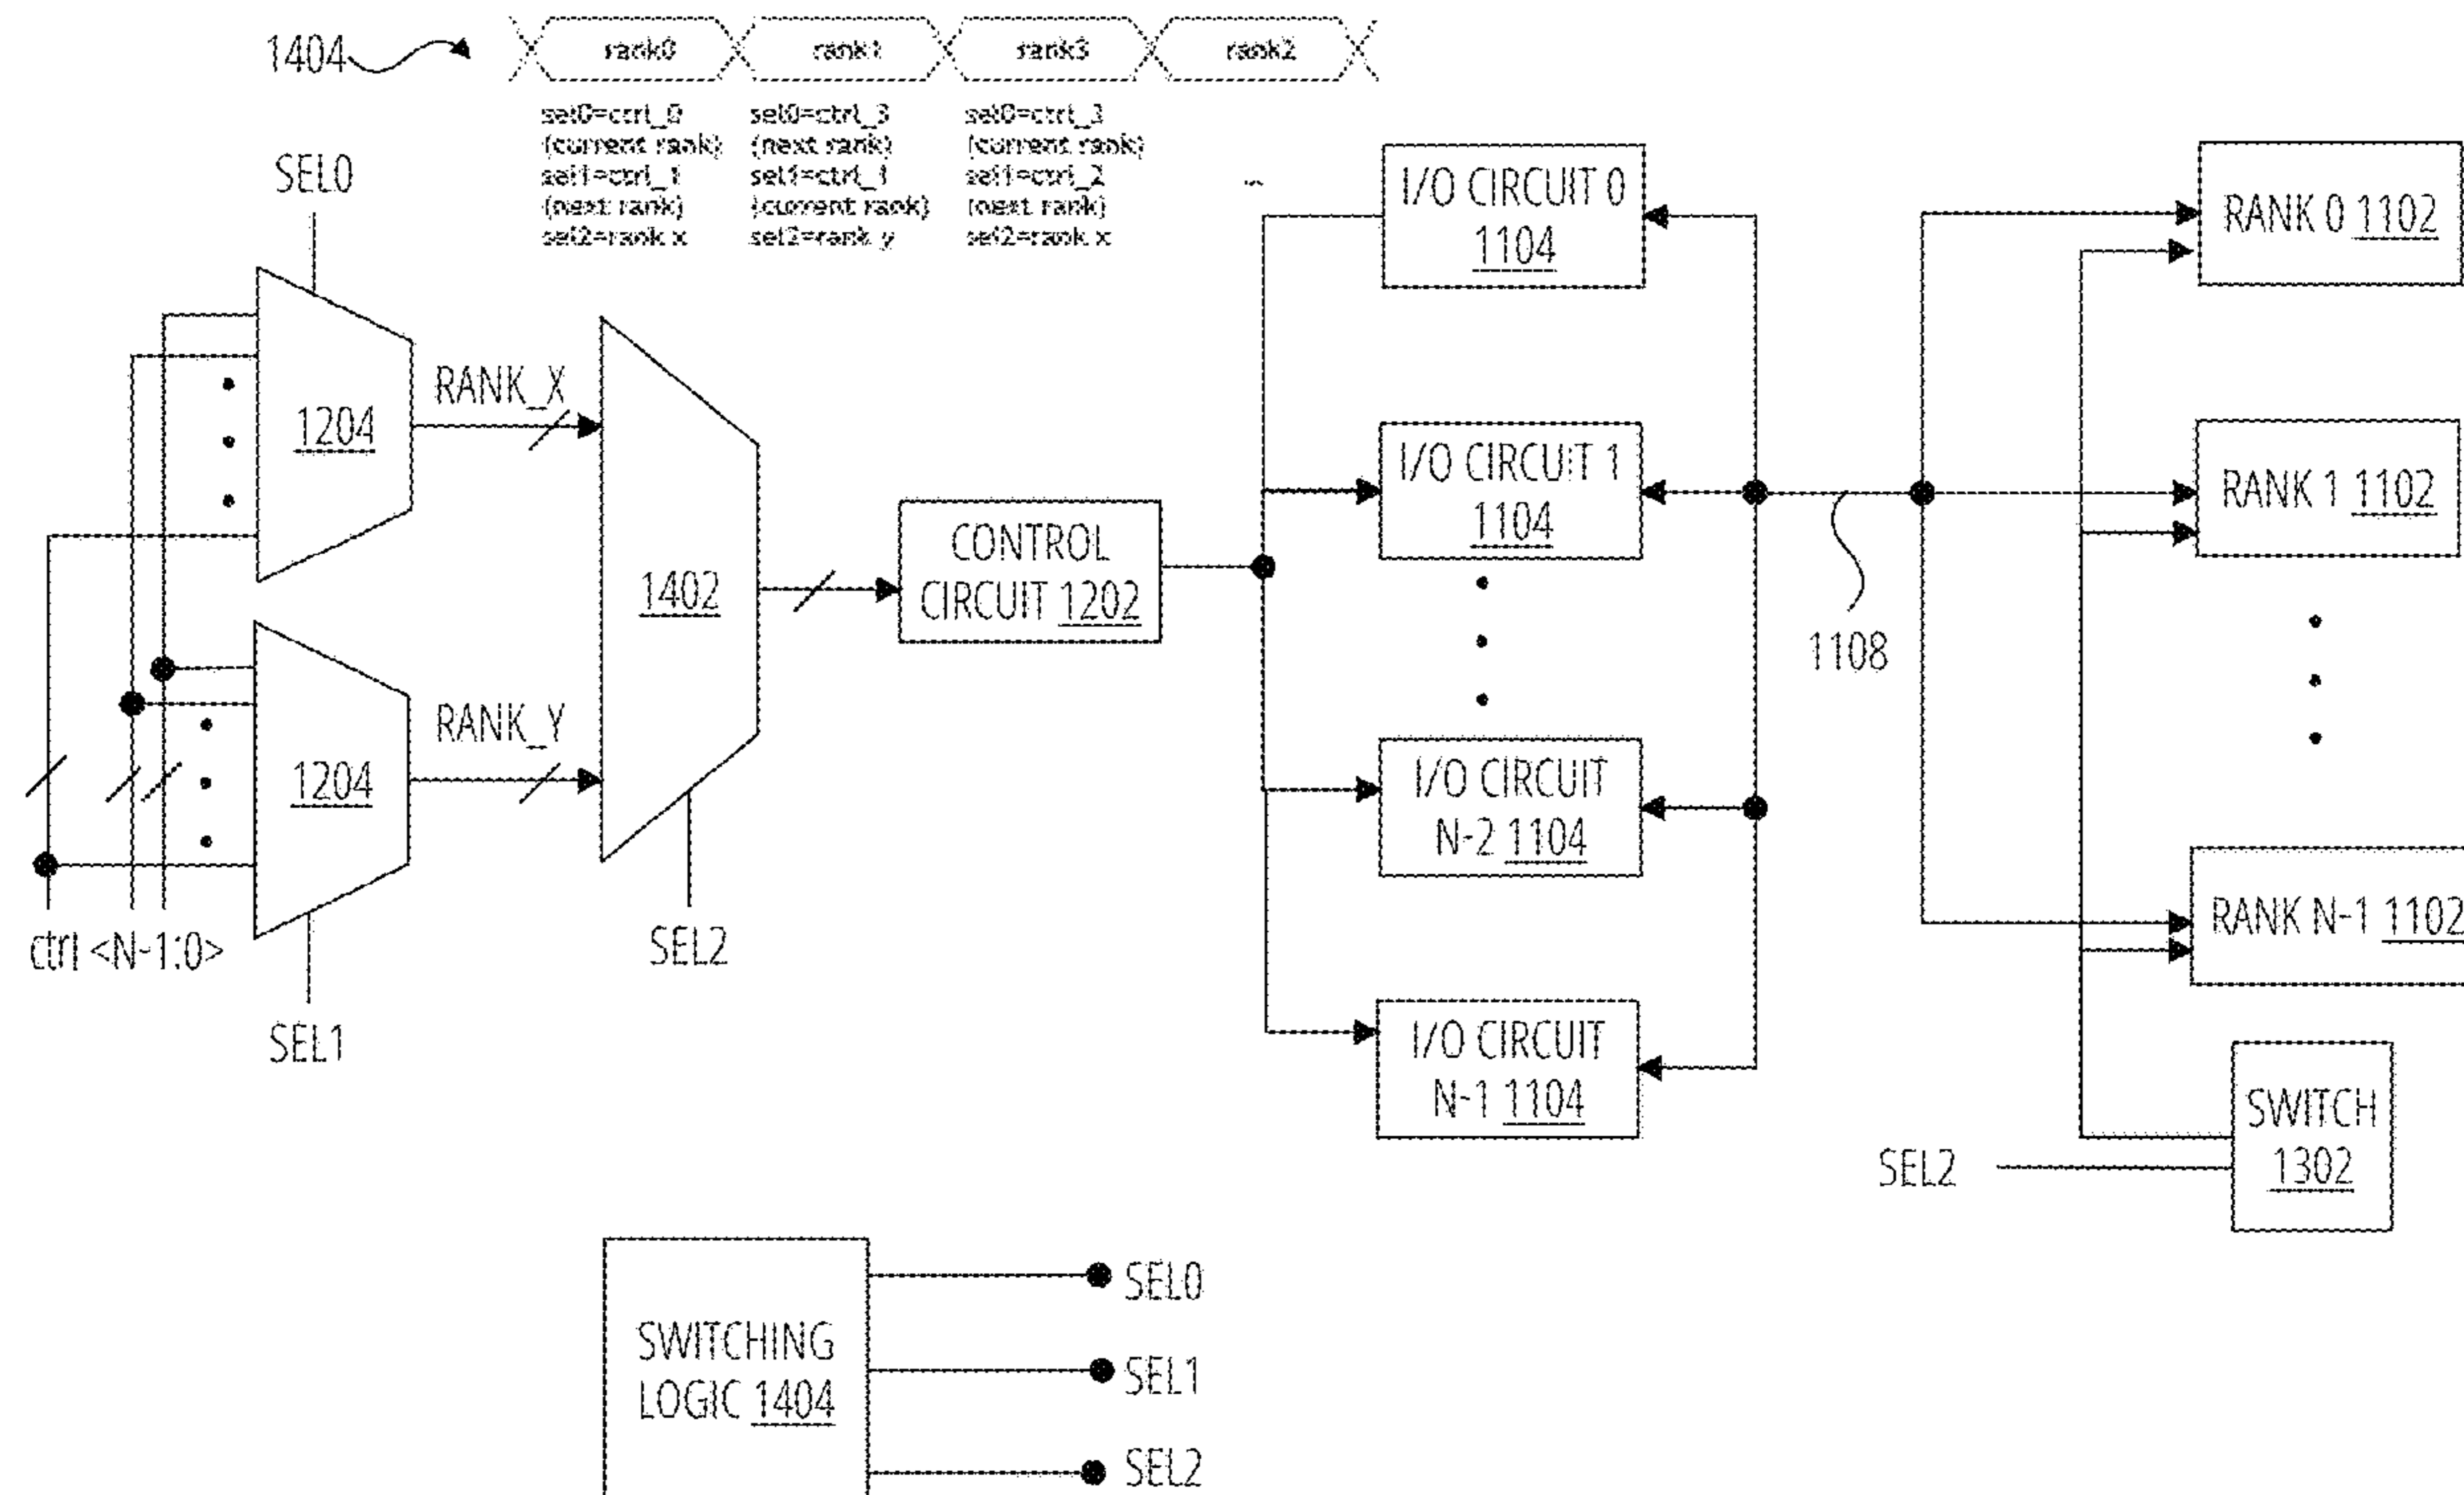 1404
rank0 rank1 rank3 rank2
sel0=ctrl_0
(current rank)
sel1=ctrl_1
(next rank)
sel2=rank x
sel0=ctrl_3
(next rank)
sel1=ctrl_1
(current rank)
sel2=rank y
sel0=ctrl_3
(current rank)
sel1=ctrl_2
(next rank)
sel2=rank x
SEL0
1204
RANK_X
1204
RANK_Y
ctrl <N-1:0>
SEL1
1402
SEL2
CONTROL
CIRCUIT 1202
I/O CIRCUIT 0
1104
I/O CIRCUIT 1
1104
I/O CIRCUIT
N-2 1104
I/O CIRCUIT
N-1 1104
1108
RANK 0 1102
RANK 1 1102
RANK N-1 1102
SWITCH
1302
SEL2
SWITCHING
LOGIC 1404
SEL0
SEL1
SEL2